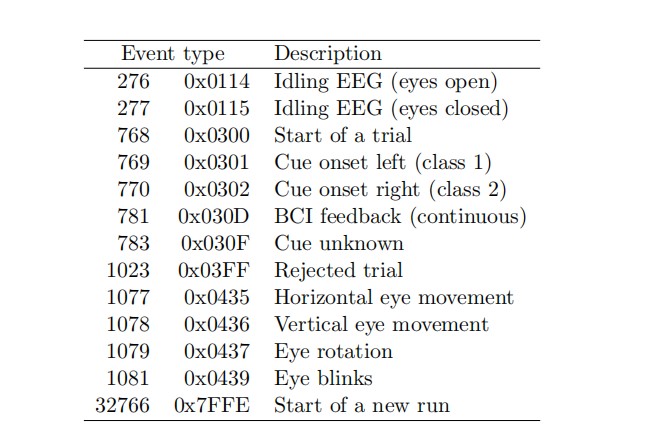 Event type Description
276 0x0114 Idling EEG (eyes open)
277 0x0115 Idling EEG (eyes closed)
768 0x0300 Start of a trial
769 0x0301 Cue onset left (class 1)
770 0x0302 Cue onset right (class 2)
781 0x030D BCI feedback (continuous)
783 0x030F Cue unknown
1023 0x03FF Rejected trial
1077 0x0435 Horizontal eye movement
1078 0x0436 Vertical eye movement
1079 0x0437 Eye rotation
1081 0x0439 Eye blinks
32766 0x7FFE Start of a new run